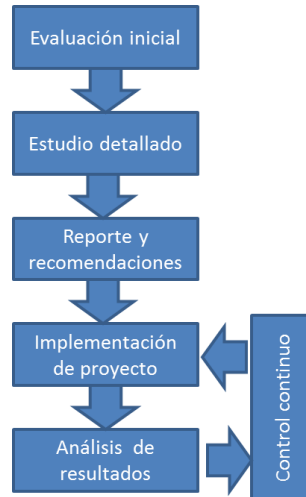 Evaluación inicial
Estudio detallado
Reporte y
recomendaciones
Implementación
de proyecto
Análisis de
resultados
Control continuo